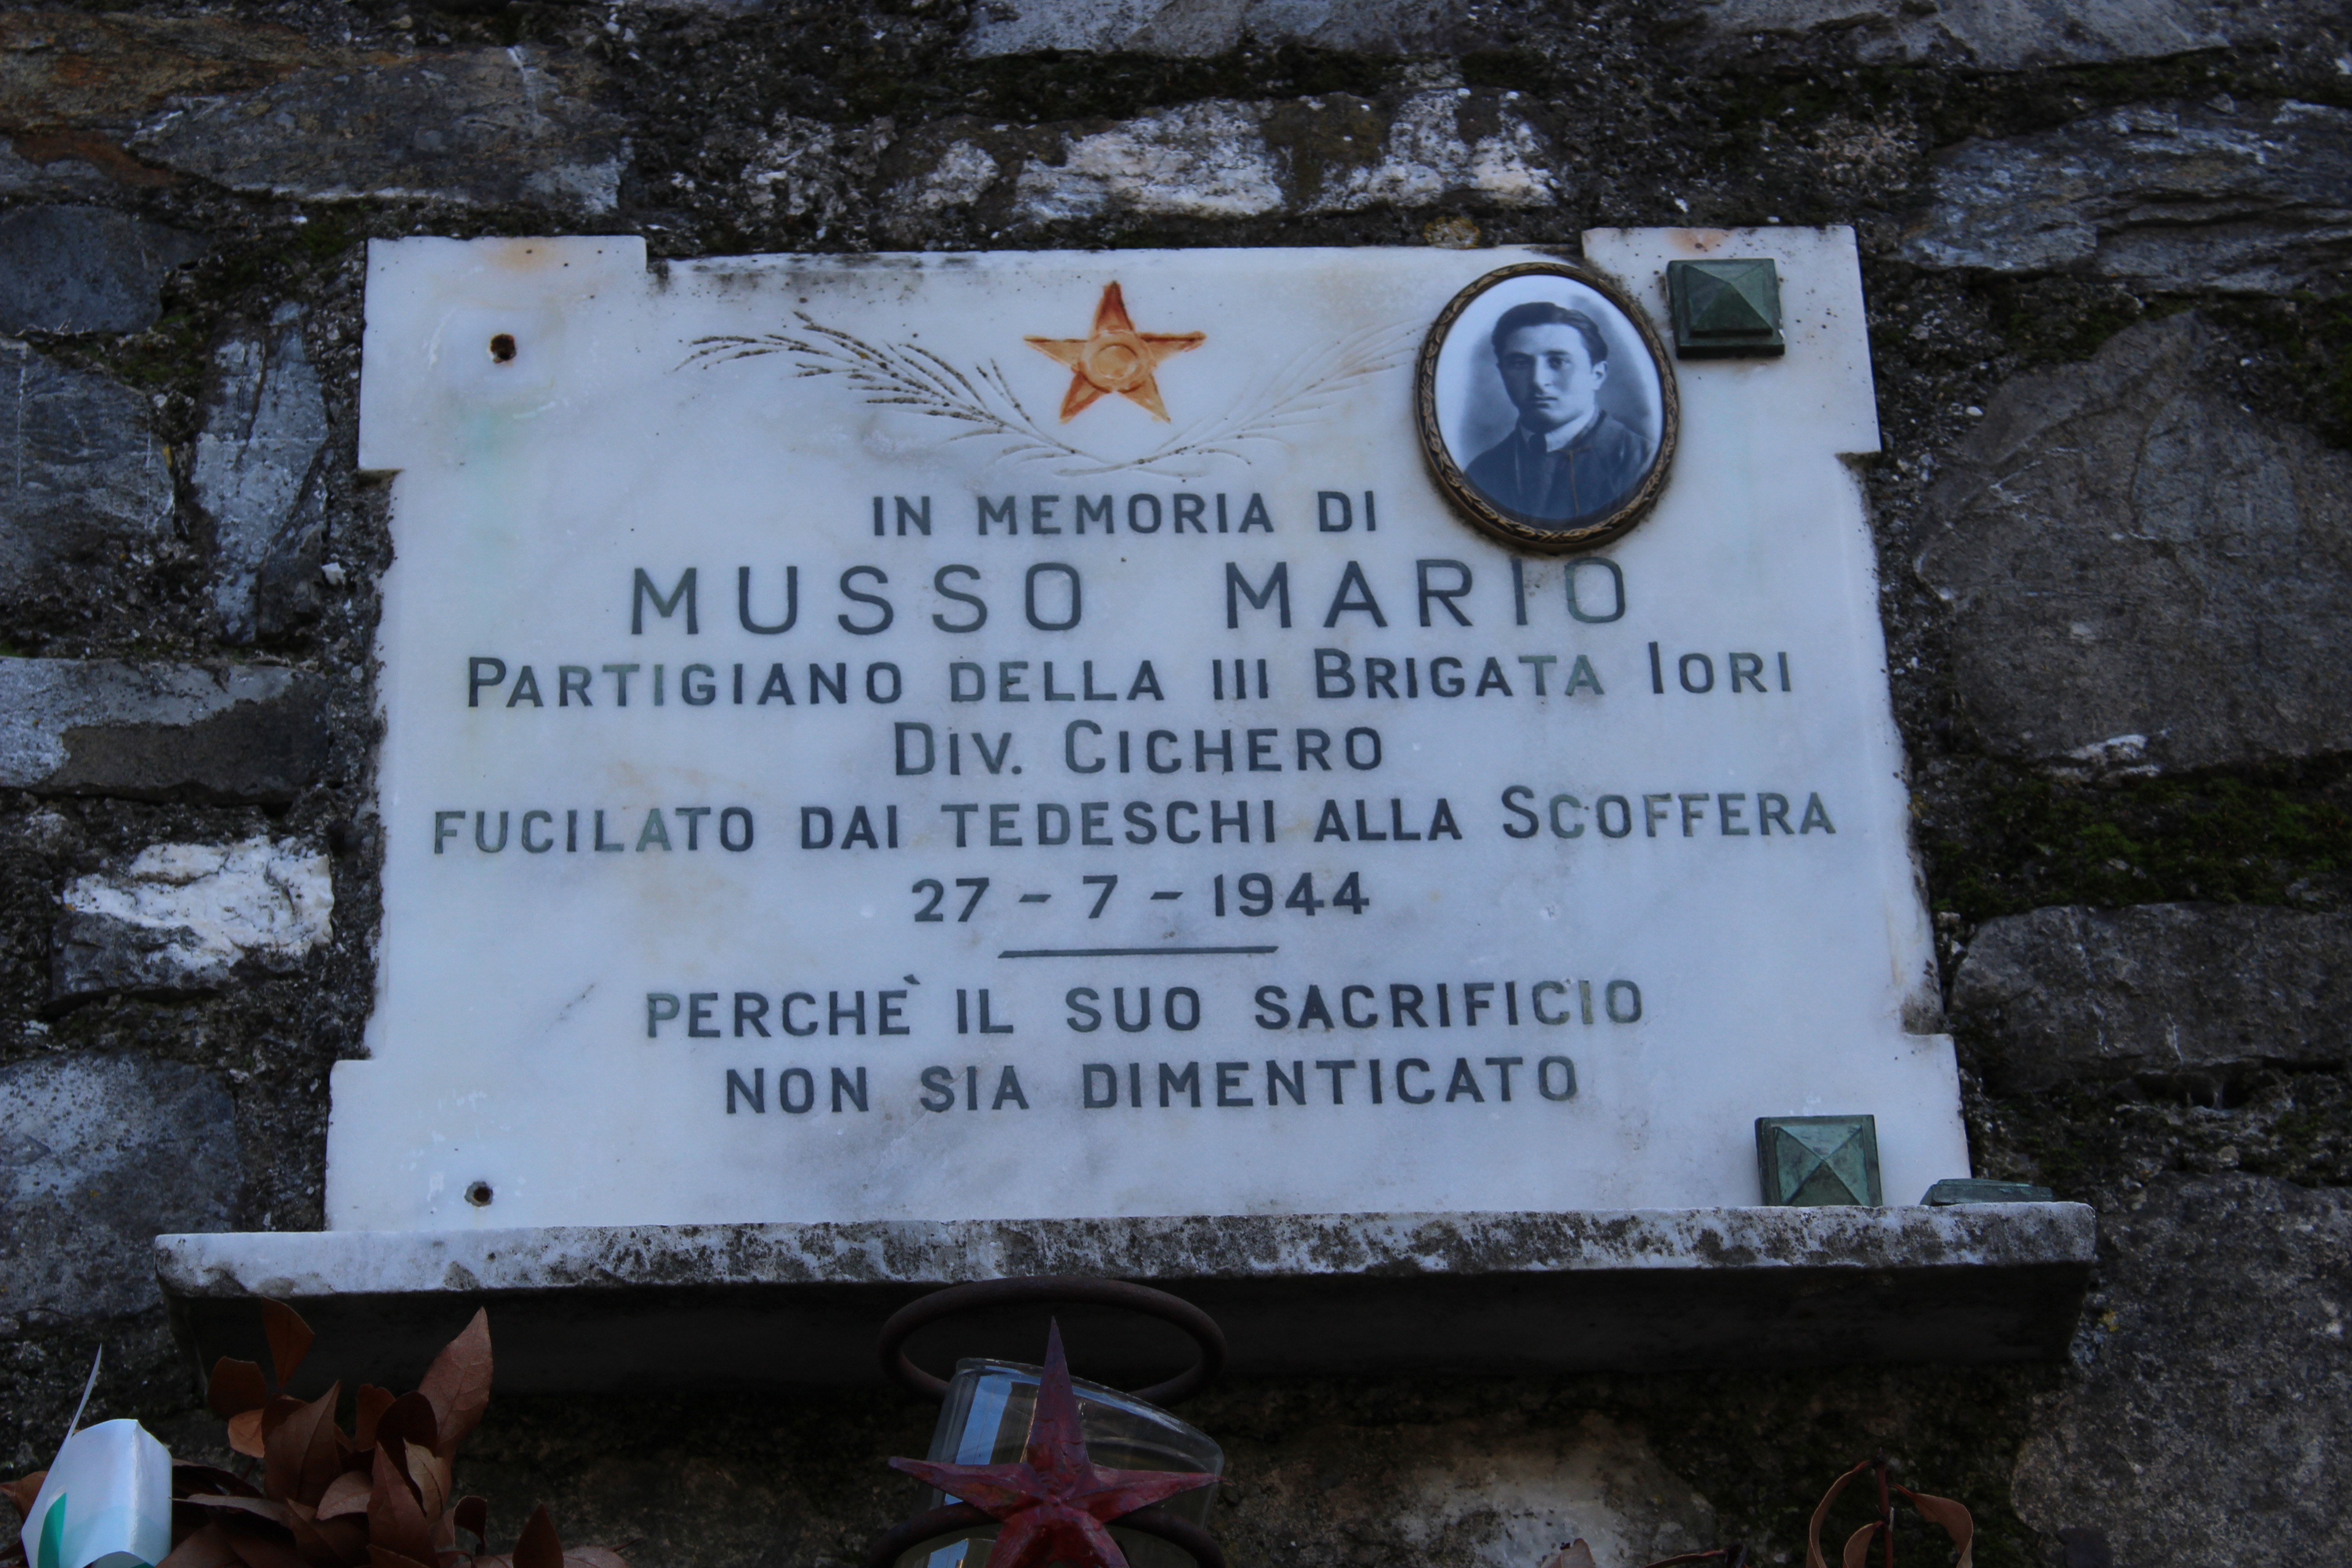 IN MEMORIA DI
MUSSO MARIO
PARTIGIANO DELLA III BRIGATA IORI
DIV. CICHERO
FUCILATO DAI TEDESCHI ALLA SCOFFERA
27 - 7 - 1944
PERCHÈ IL SUO SACRIFICIO
NON SIA DIMENTICATO